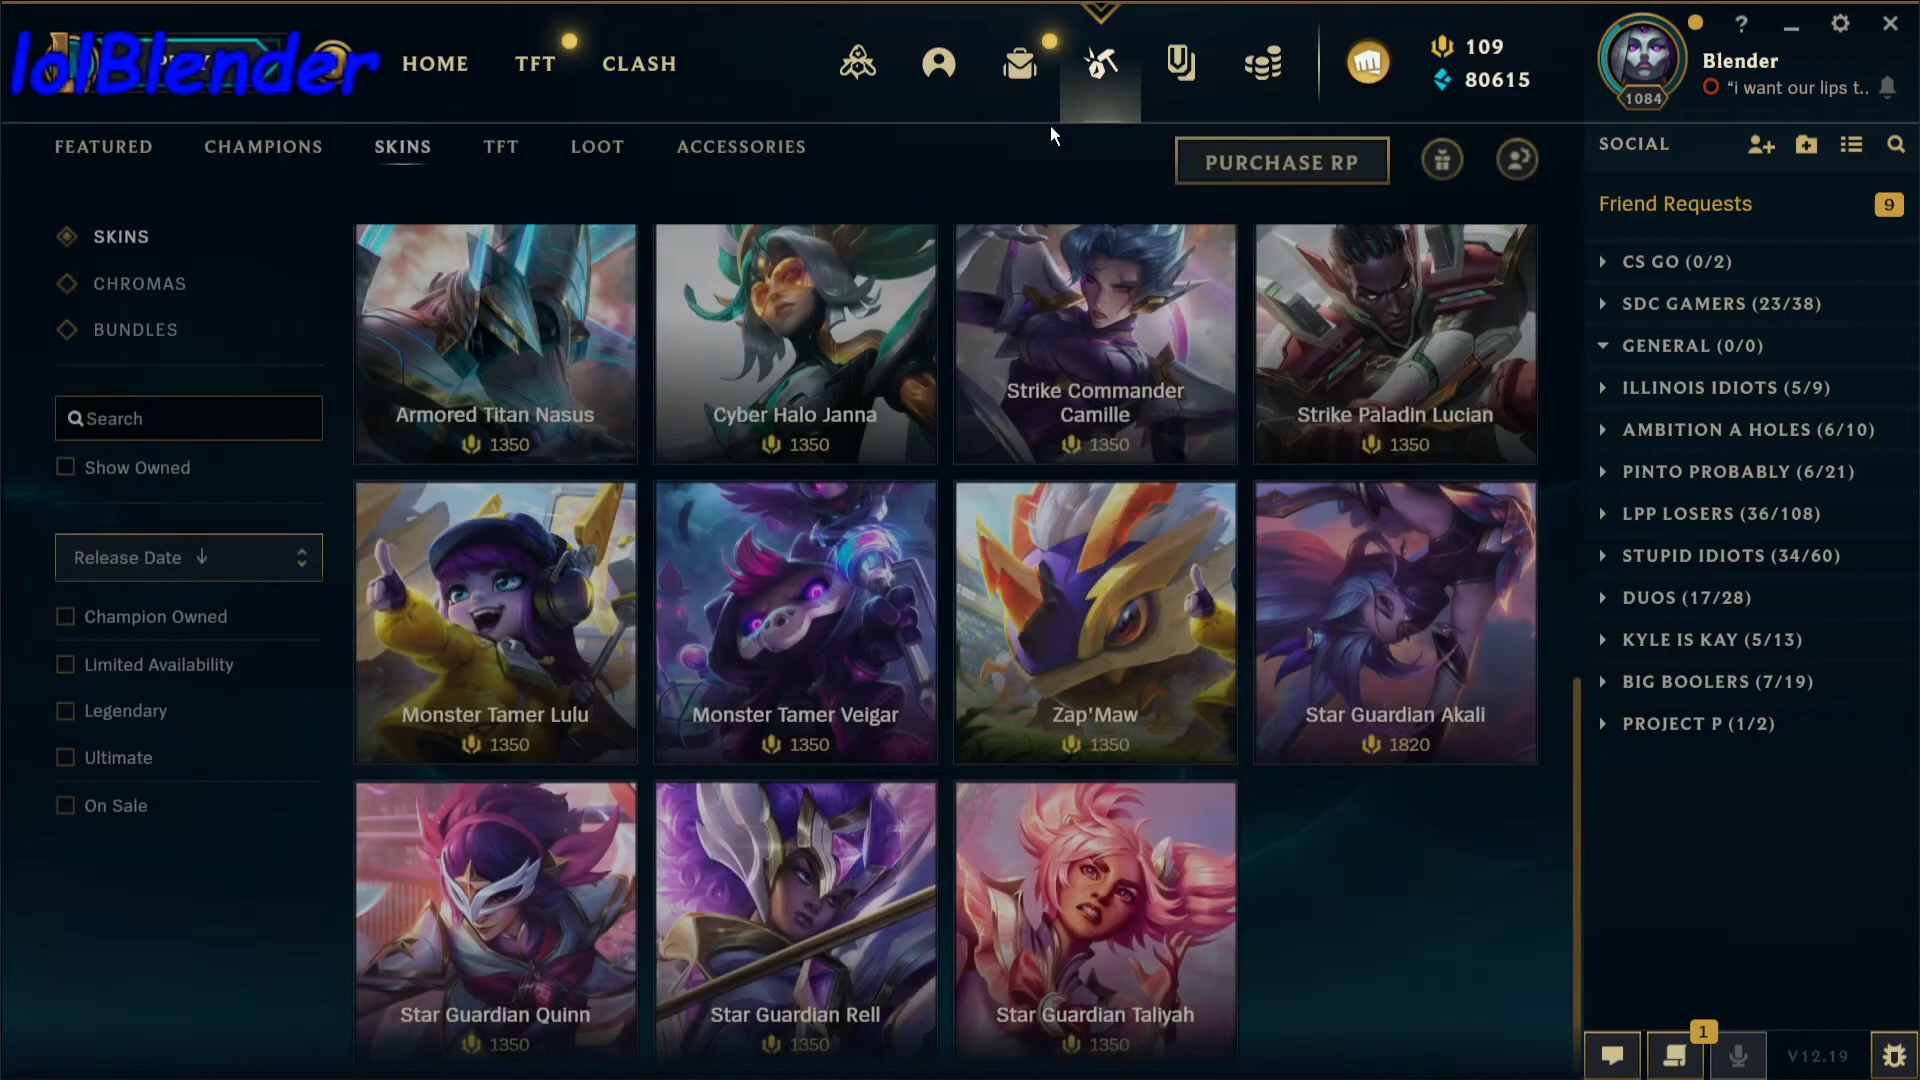 lolBlender
HOME
TFT
CLASH
109
80615
1084
?
Blender
"i want our lips t..
FEATURED
CHAMPIONS
SKINS
TFT
LOOT
ACCESSORIES
PURCHASE RP
SOCIAL
SKINS
CHROMAS
BUNDLES
Search
Show Owned
Release Date ↓
Champion Owned
Limited Availability
Legendary
Ultimate
On Sale
Armored Titan Nasus
1350
Cyber Halo Janna
1350
Strike Commander
Camille
1350
Strike Paladin Lucian
1350
Monster Tamer Lulu
1350
Monster Tamer Veigar
1350
Zap'Maw
1350
Star Guardian Akali
1820
Star Guardian Quinn
1350
Star Guardian Rell
1350
Star Guardian Taliyah
1350
Friend Requests
9
CS GO (0/2)
SDC GAMERS (23/38)
GENERAL (0/0)
ILLINOIS IDIOTS (5/9)
AMBITION A HOLES (6/10)
PINTO PROBABLY (6/21)
LPP LOSERS (36/108)
STUPID IDIOTS (34/60)
DUOS (17/28)
KYLE IS KAY (5/13)
BIG BOOLERS (7/19)
PROJECT P (1/2)
1
V12.19